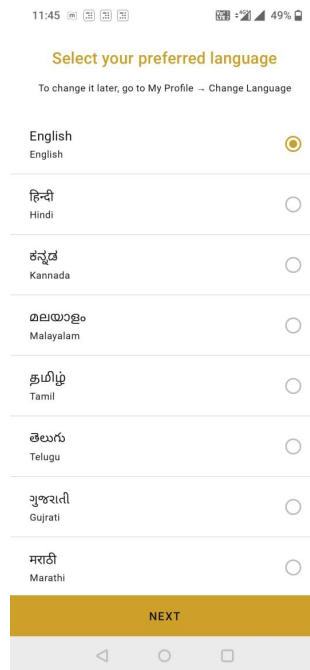 11:45
49%
Select your preferred language
To change it later, go to My Profile → Change Language
English
English
हिन्दी
Hindi
ಕನ್ನಡ
Kannada
മലയാളം
Malayalam
தமிழ்
Tamil
తెలుగు
Telugu
ગુજરાતી
Gujrati
मराठी
Marathi
NEXT